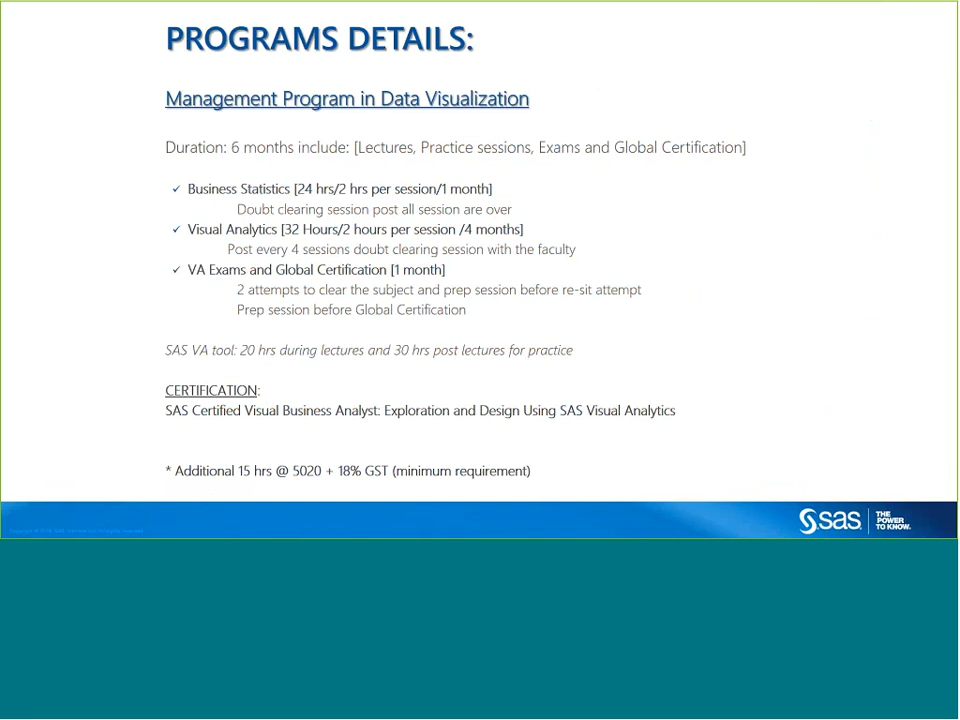 PROGRAMS DETAILS:
Management Program in Data Visualization
Duration: 6 months include: [Lectures, Practice sessions, Exams and Global Certification]
✓ Business Statistics [24 hrs/2 hrs per session/1 month]
Doubt clearing session post all session are over
✓ Visual Analytics [32 Hours/2 hours per session /4 months]
Post every 4 sessions doubt clearing session with the faculty
✓ VA Exams and Global Certification [1 month]
2 attempts to clear the subject and prep session before re-sit attempt
Prep session before Global Certification
SAS VA tool: 20 hrs during lectures and 30 hrs post lectures for practice
CERTIFICATION:
SAS Certified Visual Business Analyst: Exploration and Design Using SAS Visual Analytics
* Additional 15 hrs @ 5020 + 18% GST (minimum requirement)
sas
THE
POWER
TO KNOW.